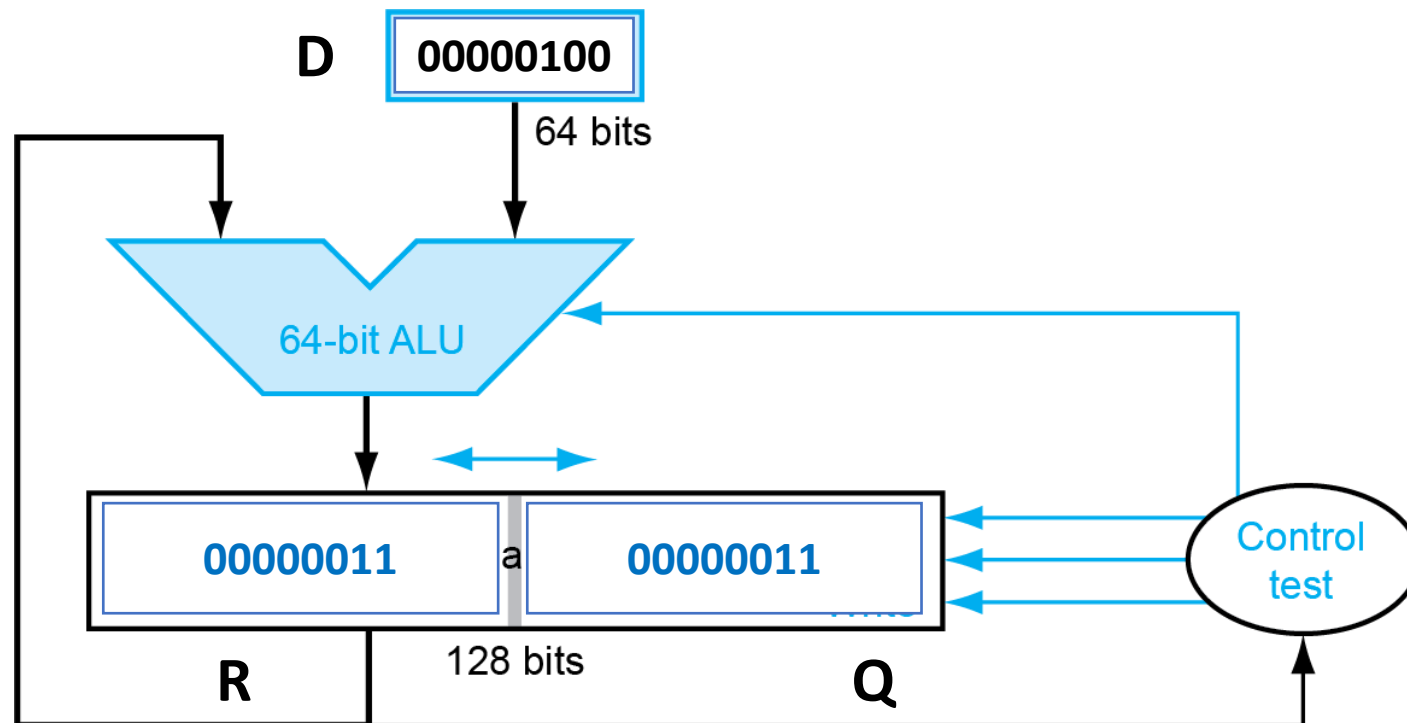 D
00000100
64 bits
64-bit ALU
00000011
a
00000011
Control
test
128 bits
R
Q